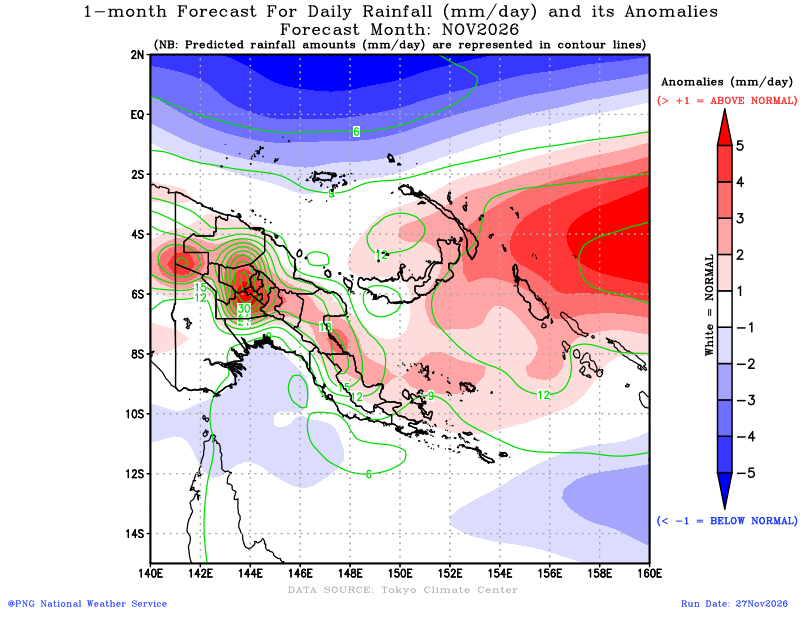 1-month Forecast For Daily Rainfall (mm/day) and its Anomalies
Forecast Month: NOV2026
(NB: Predicted rainfall amounts (mm/day) are represented in contour lines)
2N
EQ
2S
4S
6S
8S
10S
12S
14S
140E 142E 144E 146E 148E 150E 152E 154E 156E 158E 160E
6
9
12
15
12
30
18
15
12
9
12
6
Anomalies (mm/day)
(> +1 = ABOVE NORMAL)
5
4
3
2
1
-1
-2
-3
-4
-5
White = NORMAL
(< -1 = BELOW NORMAL)
DATA SOURCE: Tokyo Climate Center
@PNG National Weather Service
Run Date: 27Nov2026